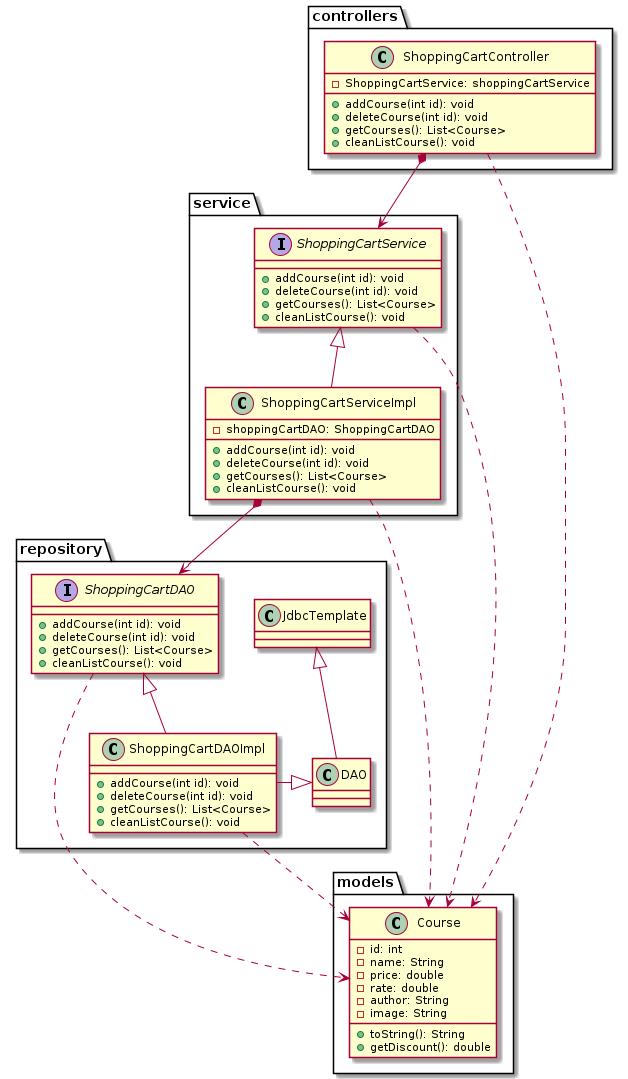 controllers
C ShoppingCartController
ShoppingCartService: shoppingCartService
addCourse(int id): void
deleteCourse(int id): void
getCourses(): List<Course>
cleanListCourse(): void
service
I ShoppingCartService
addCourse(int id): void
deleteCourse(int id): void
getCourses(): List<Course>
cleanListCourse(): void
C ShoppingCartServiceImpl
shoppingCartDAO: ShoppingCartDAO
addCourse(int id): void
deleteCourse(int id): void
getCourses(): List<Course>
cleanListCourse(): void
repository
I ShoppingCartDAO
addCourse(int id): void
deleteCourse(int id): void
getCourses(): List<Course>
cleanListCourse(): void
C JdbcTemplate
C ShoppingCartDAOImpl
addCourse(int id): void
deleteCourse(int id): void
getCourses(): List<Course>
cleanListCourse(): void
C DAO
models
C Course
id: int
name: String
price: double
rate: double
author: String
image: String
toString(): String
getDiscount(): double